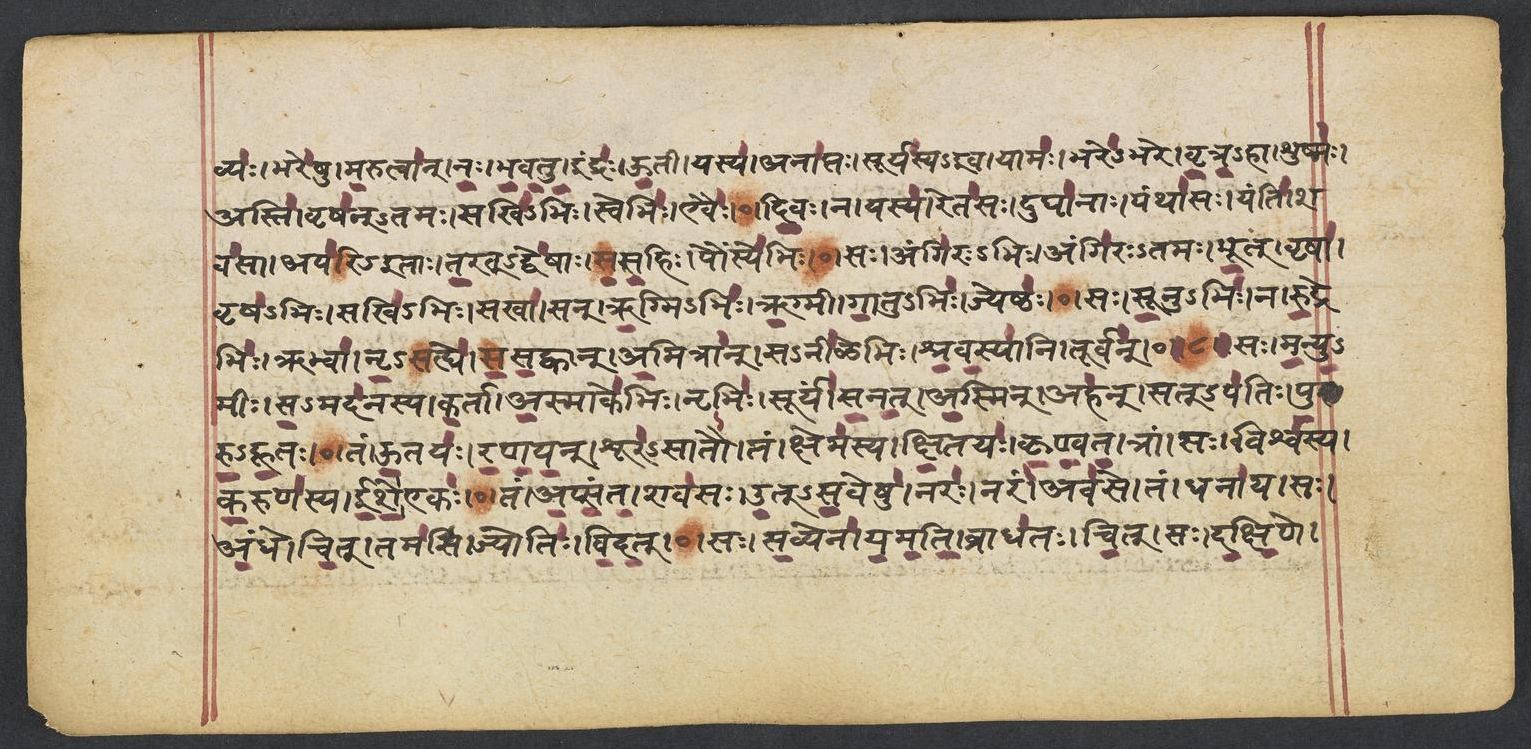 व्यः। भरेषु। मरुत्वान्। नः। भवतु। इंद्रः। ऊती। यस्य। अनाप्तः। सूर्यस्यऽइव। यामः। भरेऽभरे। वृत्रऽहा। शुष्मः।
अस्ति। वृषन्ऽतमः। सखिऽभिः। स्वेभिः। एवैः।०। दिवः। न। यस्य। रेतसः। दुघानाः। पंथासः। यंति। श
वसा। अपरिऽइताः। तरत्ऽद्वेषाः। ससहिः। पौंस्येभिः।०। सः। अंगिरःऽभिः। अंगिरःऽतमः। भूत्। वृषा।
वृषऽभिः। सखिऽभिः। सखा। सन्। ऋग्मिऽभिः। ऋग्मी। गातुऽभिः। ज्येष्ठः।०। सः। सूनुऽभिः। न। रुद्रे
भिः। ऋभ्वा। नृऽसह्ये। ससह्वान्। अमित्रान्। सऽनीळेभिः। श्रवस्यानि। तूर्वन्।०।८। सः। मन्युऽ
मीः। सऽमदनस्य। कर्ता। अस्माकेभिः। नृभिः। सूर्यं। सनत्। अस्मिन्। अहन्। सत्ऽपतिः। पुरु
रुऽहूतः।०। तं। ऊतयः। रणयन्। शूरऽसातौ। तं। क्षेमस्य। क्षितयः। कृण्वत। त्रां। सः। विश्वस्य।
करुणस्य। ईशे। एकः।०। तं। अप्संत। शवसः। उत्ऽसवेषु। नरः। नरं। अवसे। तं। धनाय। सः।
अंधे। चित्। तमसि। ज्योतिः। विदत्।०। सः। सव्येन। यमति। व्राधतः। चित्। सः। दक्षिणे।